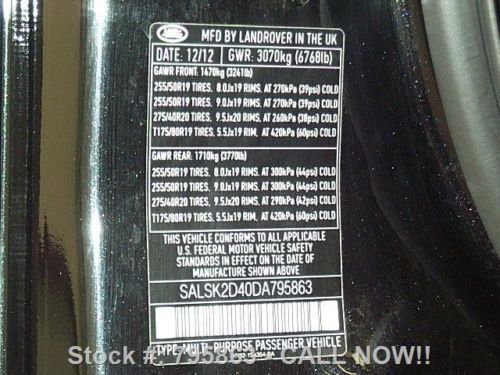 LAND ROVER
MFD BY LANDROVER IN THE UK
DATE: 12/12 GWR: 3070kg (6768lb)
GAWR FRONT: 1470kg (3241lb)
255/50R19 TIRES, 8.0Jx19 RIMS, AT 270kPa (39psi) COLD
255/50R19 TIRES, 9.0Jx19 RIMS, AT 270kPa (39psi) COLD
275/40R20 TIRES, 9.5Jx20 RIMS, AT 260kPa (38psi) COLD
T175/80R19 TIRES, 5.5Jx19 RIM, AT 420kPa (60psi) COLD
GAWR REAR: 1710kg (3770lb)
255/50R19 TIRES, 8.0Jx19 RIMS, AT 300kPa (44psi) COLD
255/50R19 TIRES, 9.0Jx19 RIMS, AT 300kPa (44psi) COLD
275/40R20 TIRES, 9.5Jx20 RIMS, AT 290kPa (42psi) COLD
T175/80R19 TIRES, 5.5Jx19 RIM, AT 420kPa (60psi) COLD
THIS VEHICLE CONFORMS TO ALL APPLICABLE
U.S. FEDERAL MOTOR VEHICLE SAFETY
STANDARDS IN EFFECT ON THE DATE OF
MANUFACTURE SHOWN ABOVE
SALSK2D40DA795863
TYPE: MULTI-PURPOSE PASSENGER VEHICLE
Stock #: 795863 - CALL NOW!!